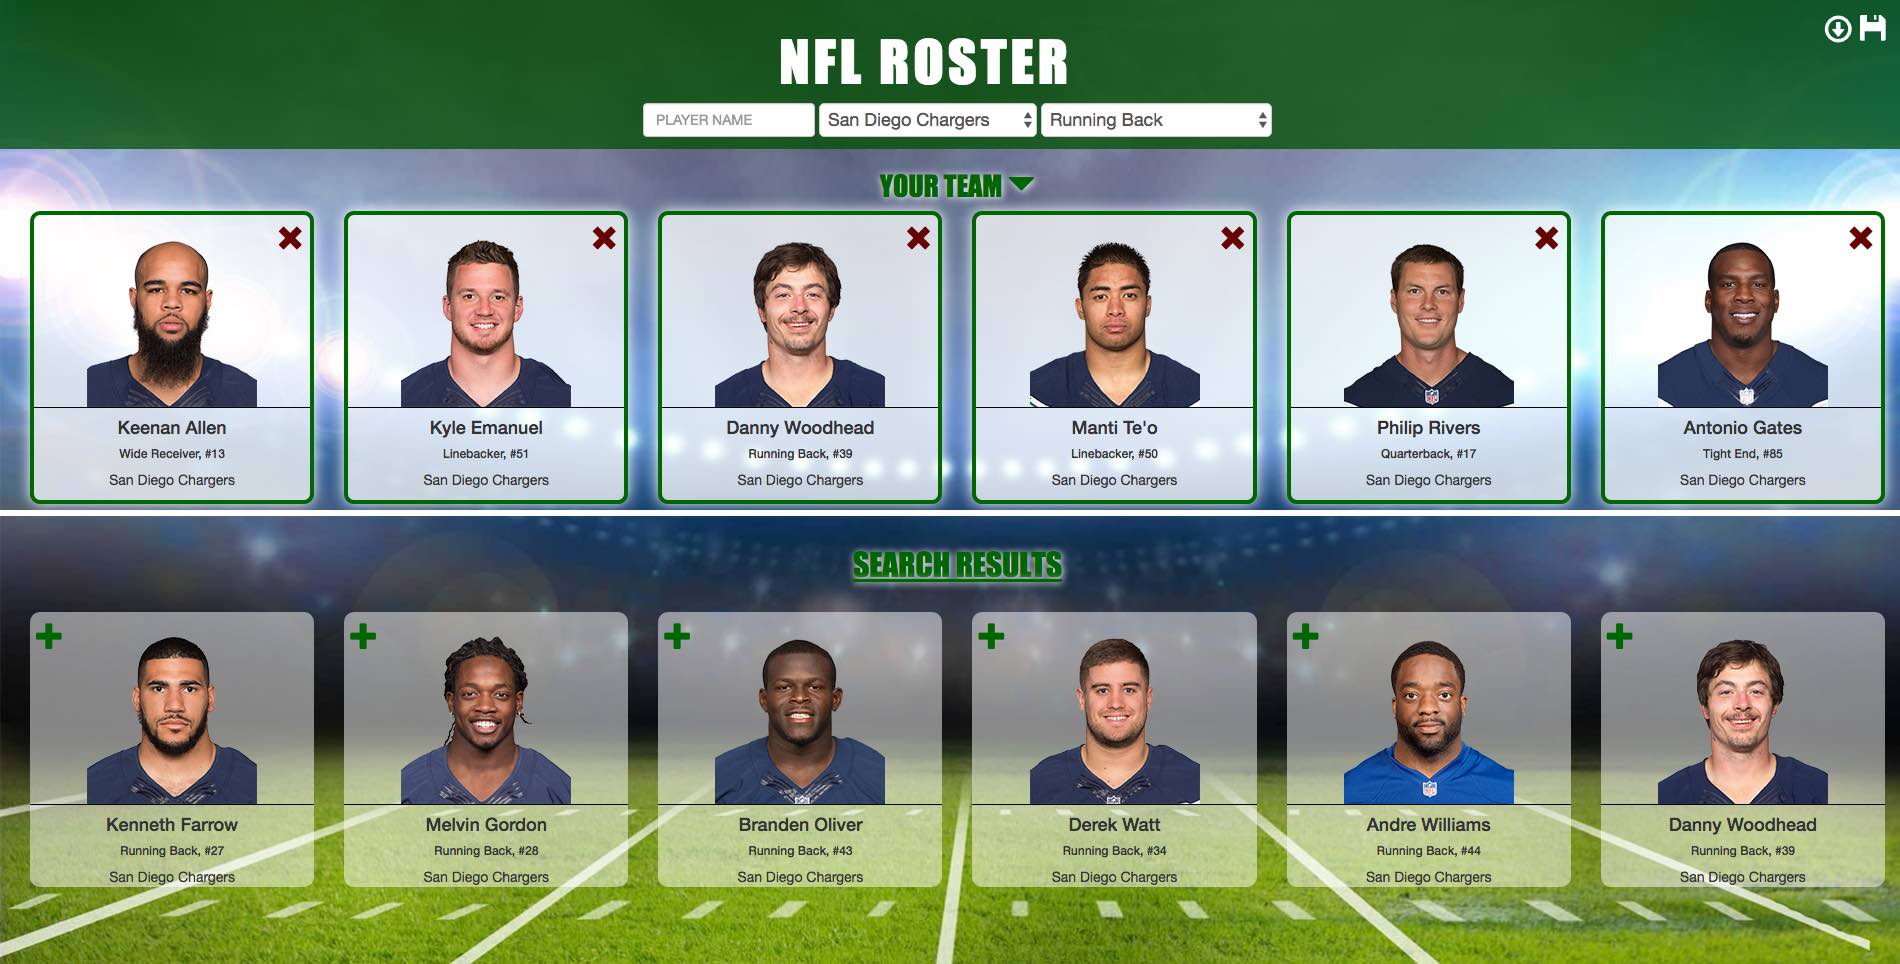 NFL ROSTER
PLAYER NAME San Diego Chargers Running Back
YOUR TEAM
Keenan Allen
Wide Receiver, #13
San Diego Chargers
Kyle Emanuel
Linebacker, #51
San Diego Chargers
Danny Woodhead
Running Back, #39
San Diego Chargers
Manti Te'o
Linebacker, #50
San Diego Chargers
Philip Rivers
Quarterback, #17
San Diego Chargers
Antonio Gates
Tight End, #85
San Diego Chargers
SEARCH RESULTS
Kenneth Farrow
Running Back, #27
San Diego Chargers
Melvin Gordon
Running Back, #28
San Diego Chargers
Branden Oliver
Running Back, #43
San Diego Chargers
Derek Watt
Running Back, #34
San Diego Chargers
Andre Williams
Running Back, #44
San Diego Chargers
Danny Woodhead
Running Back, #39
San Diego Chargers